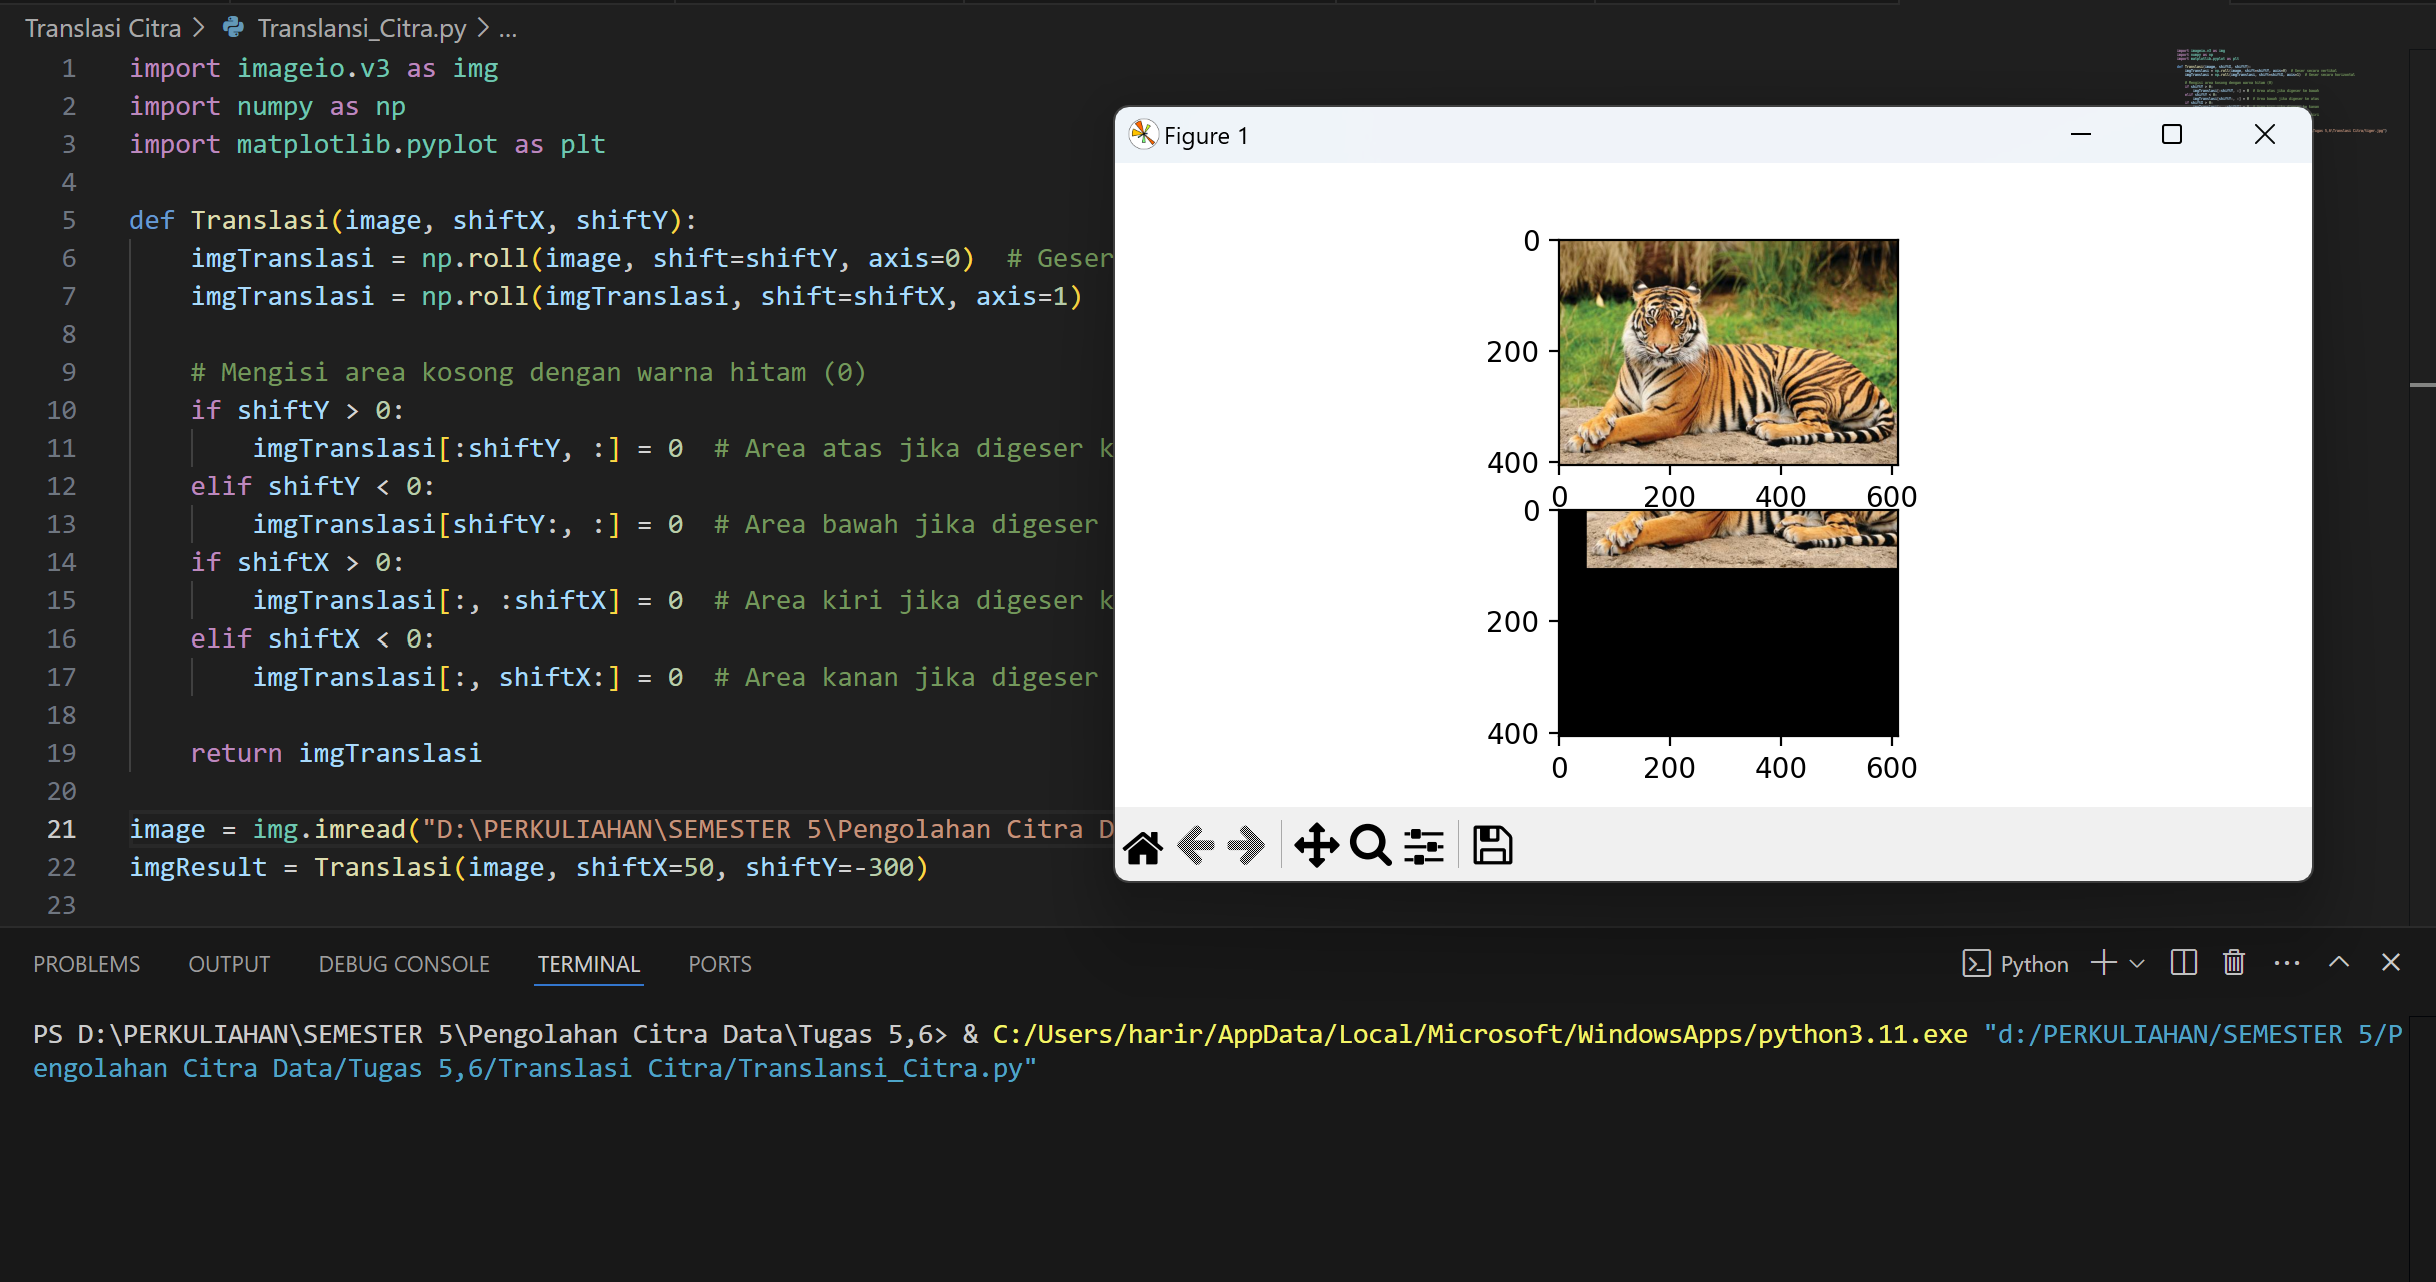 Translasi Citra > Translansi_Citra.py > ...
1 import imageio.v3 as img
2 import numpy as np
3 import matplotlib.pyplot as plt
4
5 def Translasi(image, shiftX, shiftY):
6 imgTranslasi = np.roll(image, shift=shiftY, axis=0) # Geser
7 imgTranslasi = np.roll(imgTranslasi, shift=shiftX, axis=1)
8
9 # Mengisi area kosong dengan warna hitam (0)
10 if shiftY > 0:
11 imgTranslasi[:shiftY, :] = 0 # Area atas jika digeser k
12 elif shiftY < 0:
13 imgTranslasi[shiftY:, :] = 0 # Area bawah jika digeser
14 if shiftX > 0:
15 imgTranslasi[:, :shiftX] = 0 # Area kiri jika digeser k
16 elif shiftX < 0:
17 imgTranslasi[:, shiftX:] = 0 # Area kanan jika digeser
18
19 return imgTranslasi
20
21 image = img.imread("D:\PERKULIAHAN\SEMESTER 5\Pengolahan Citra D
22 imgResult = Translasi(image, shiftX=50, shiftY=-300)
23
Figure 1
0
200
400
0 200 400 600
0
200
400
0 200 400 600
PROBLEMS OUTPUT DEBUG CONSOLE TERMINAL PORTS
Python
PS D:\PERKULIAHAN\SEMESTER 5\Pengolahan Citra Data\Tugas 5,6> & C:/Users/harir/AppData/Local/Microsoft/WindowsApps/python3.11.exe "d:/PERKULIAHAN/SEMESTER 5/P
engolahan Citra Data/Tugas 5,6/Translasi Citra/Translansi_Citra.py"